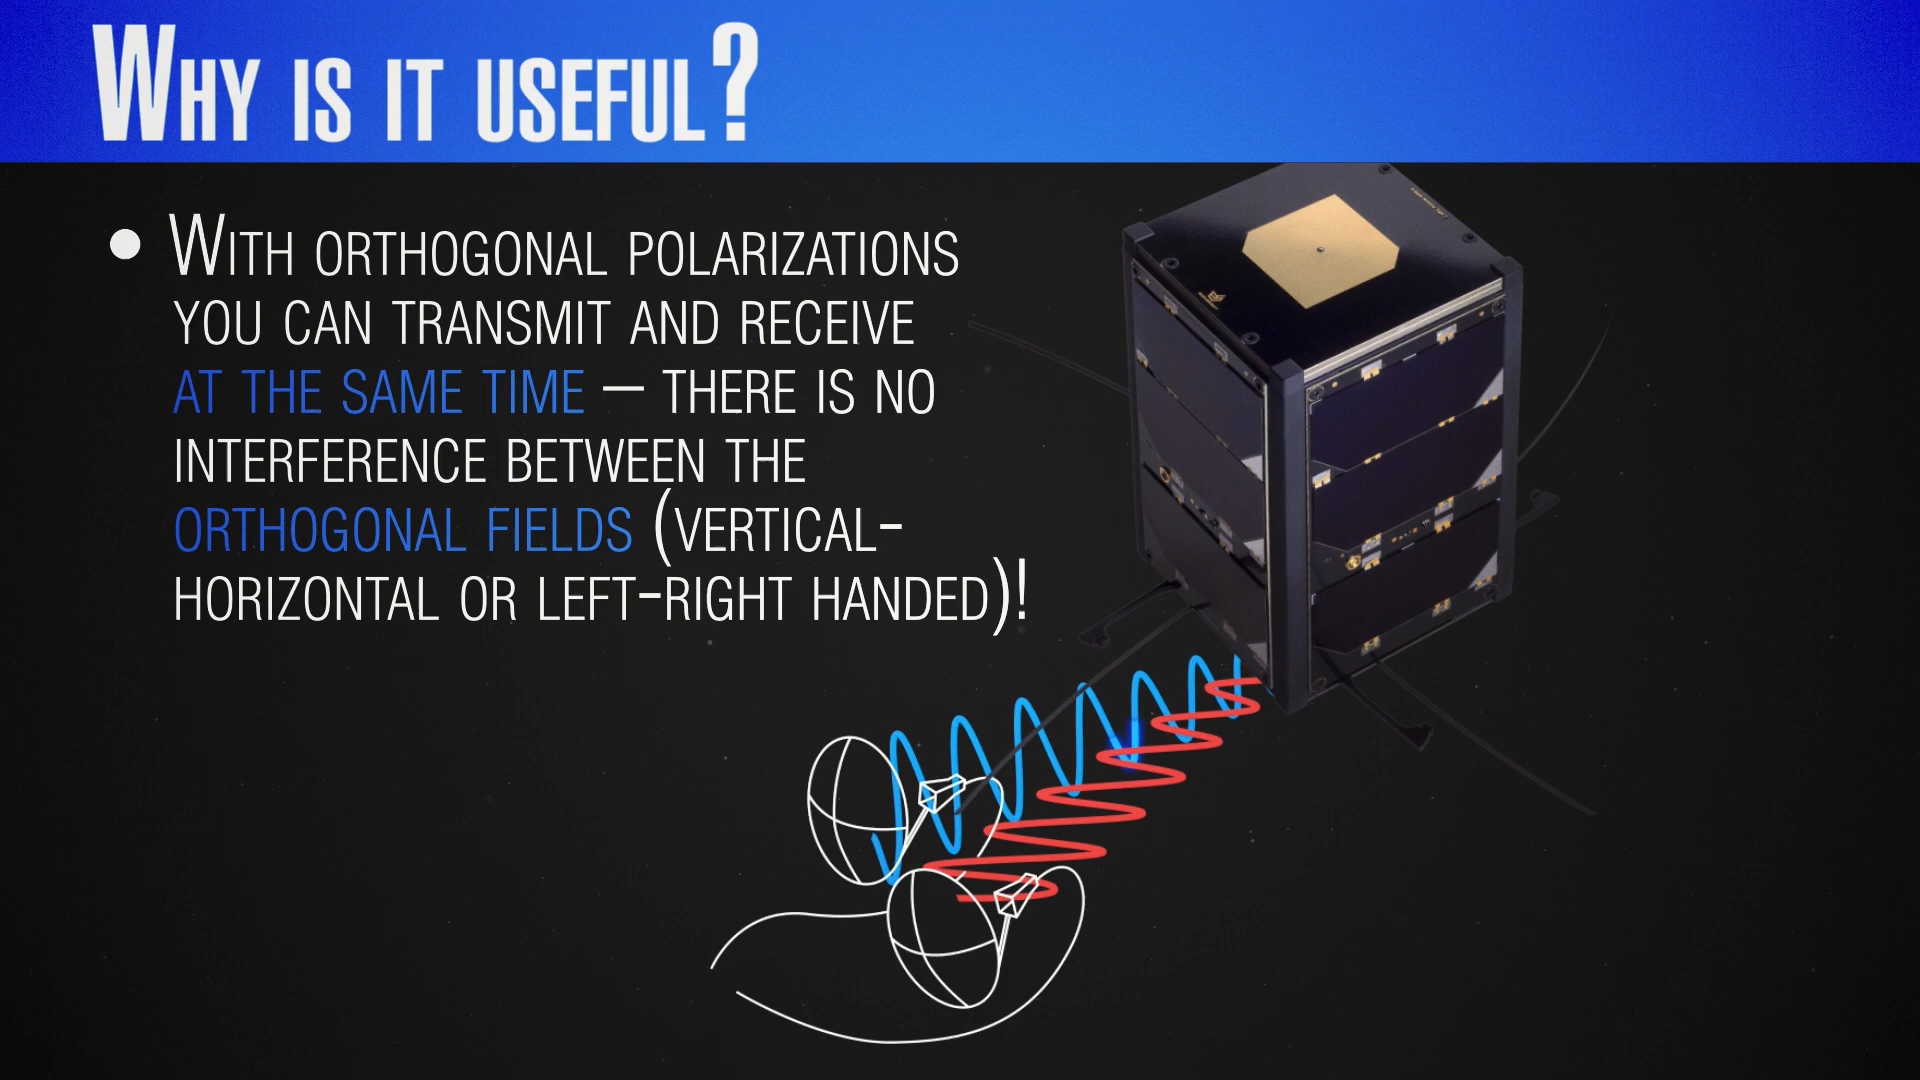 Why is it useful?
• With orthogonal polarizations
you can transmit and receive
at the same time – there is no
interference between the
orthogonal fields (vertical-
horizontal or left-right handed)!